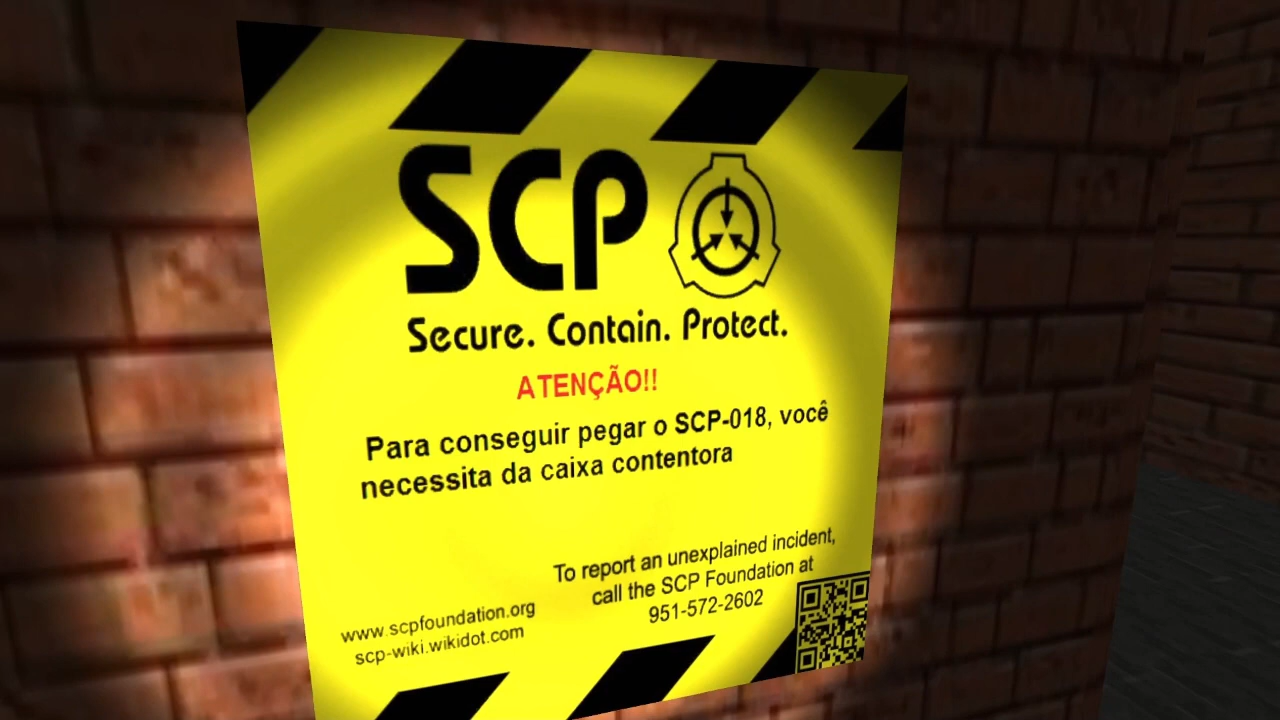 SCP
Secure. Contain. Protect.
ATENÇÃO!!
Para conseguir pegar o SCP-018, você
necessita da caixa contentora
To report an unexplained incident,
call the SCP Foundation at
951-572-2602
www.scpfoundation.org
scp-wiki.wikidot.com